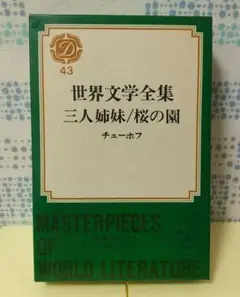 D
43
世界文学全集
三人姉妹/桜の園
チェーホフ
MASTERPIECES
OF
WORLD LITERATURE